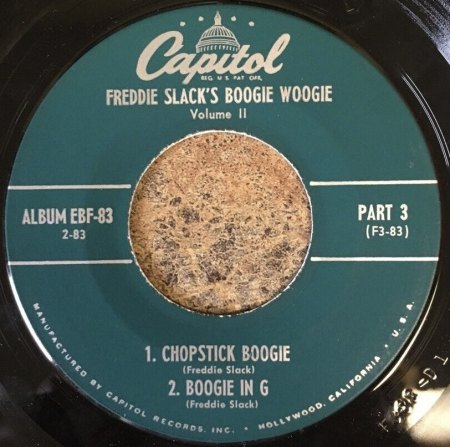 Capitol
REG. U.S. PAT. OFF.
FREDDIE SLACK'S BOOGIE WOOGIE
Volume II
ALBUM EBF-83
2-83
PART 3
(F3-83)
1. CHOPSTICK BOOGIE
(Freddie Slack)
2. BOOGIE IN G
(Freddie Slack)
MANUFACTURED BY CAPITOL RECORDS, INC. • HOLLYWOOD, CALIFORNIA • U.S.A.